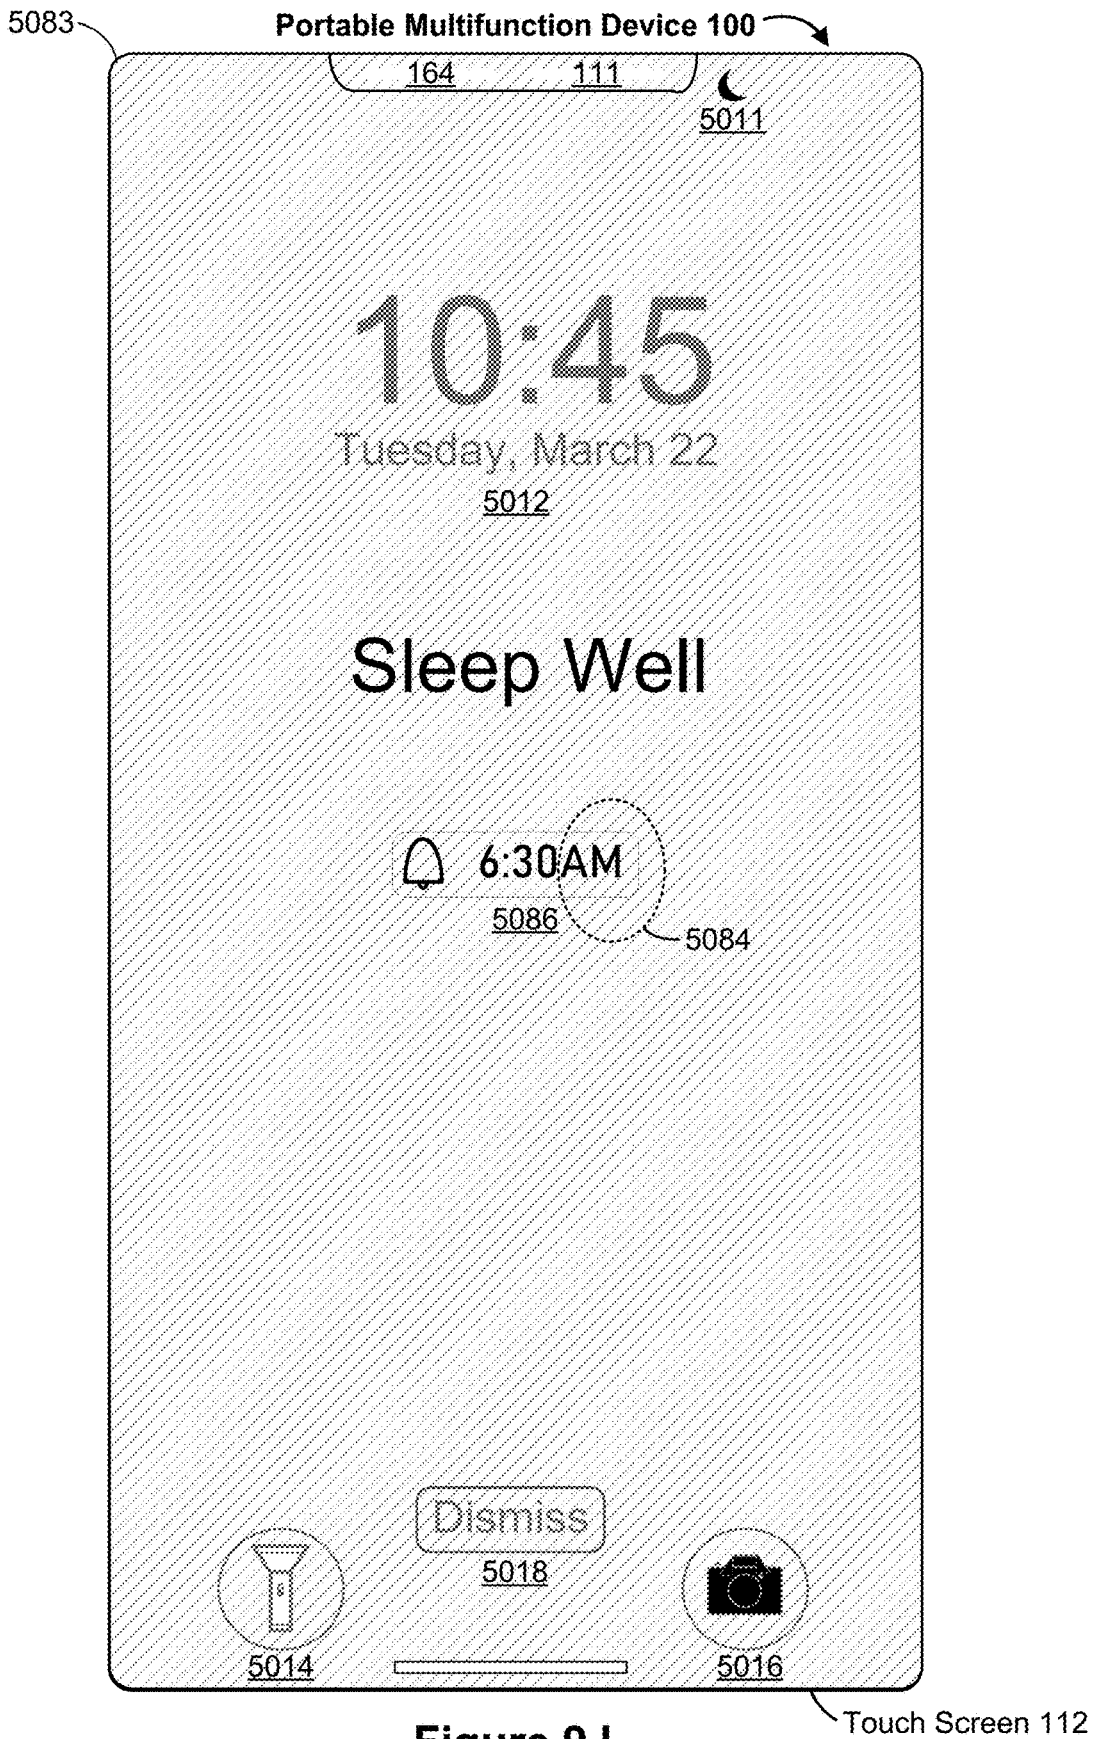 5083
Portable Multifunction Device 100
164 111
5011
10:45
Tuesday, March 22
5012
Sleep Well
6:30AM
5086
5084
Dismiss
5018
5014
5016
Touch Screen 112